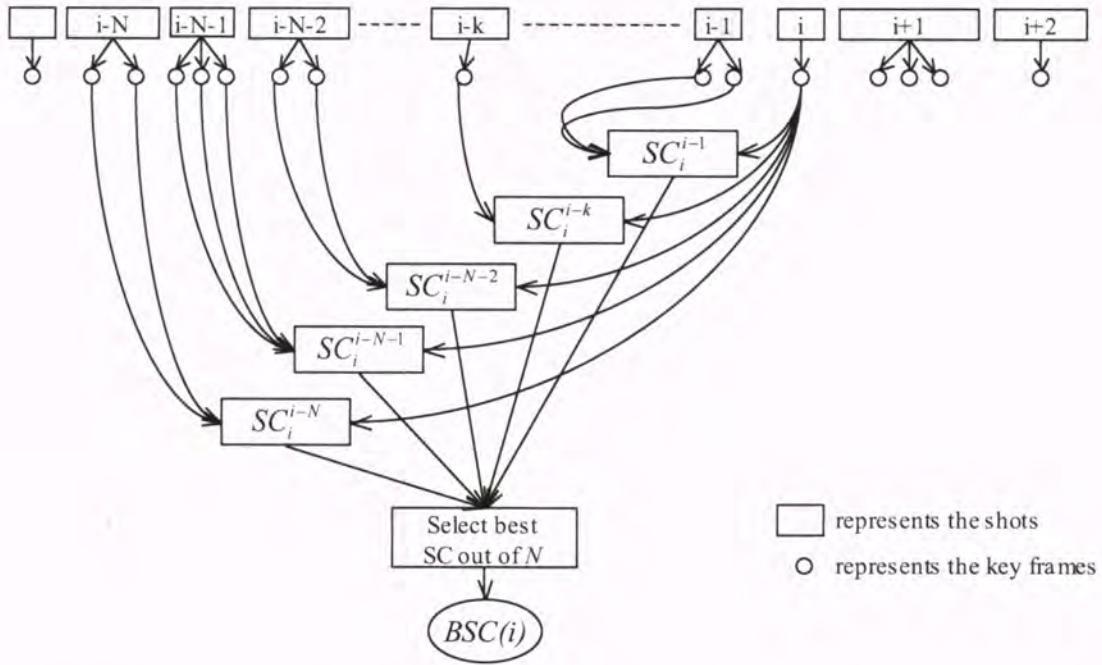 i-N i-N-1 i-N-2 i-k i-1 i i+1 i+2
$SC_i^{i-1}$
$SC_i^{i-k}$
$SC_i^{i-N-2}$
$SC_i^{i-N-1}$
$SC_i^{i-N}$
Select best
SC out of N
represents the shots
represents the key frames
BSC(i)